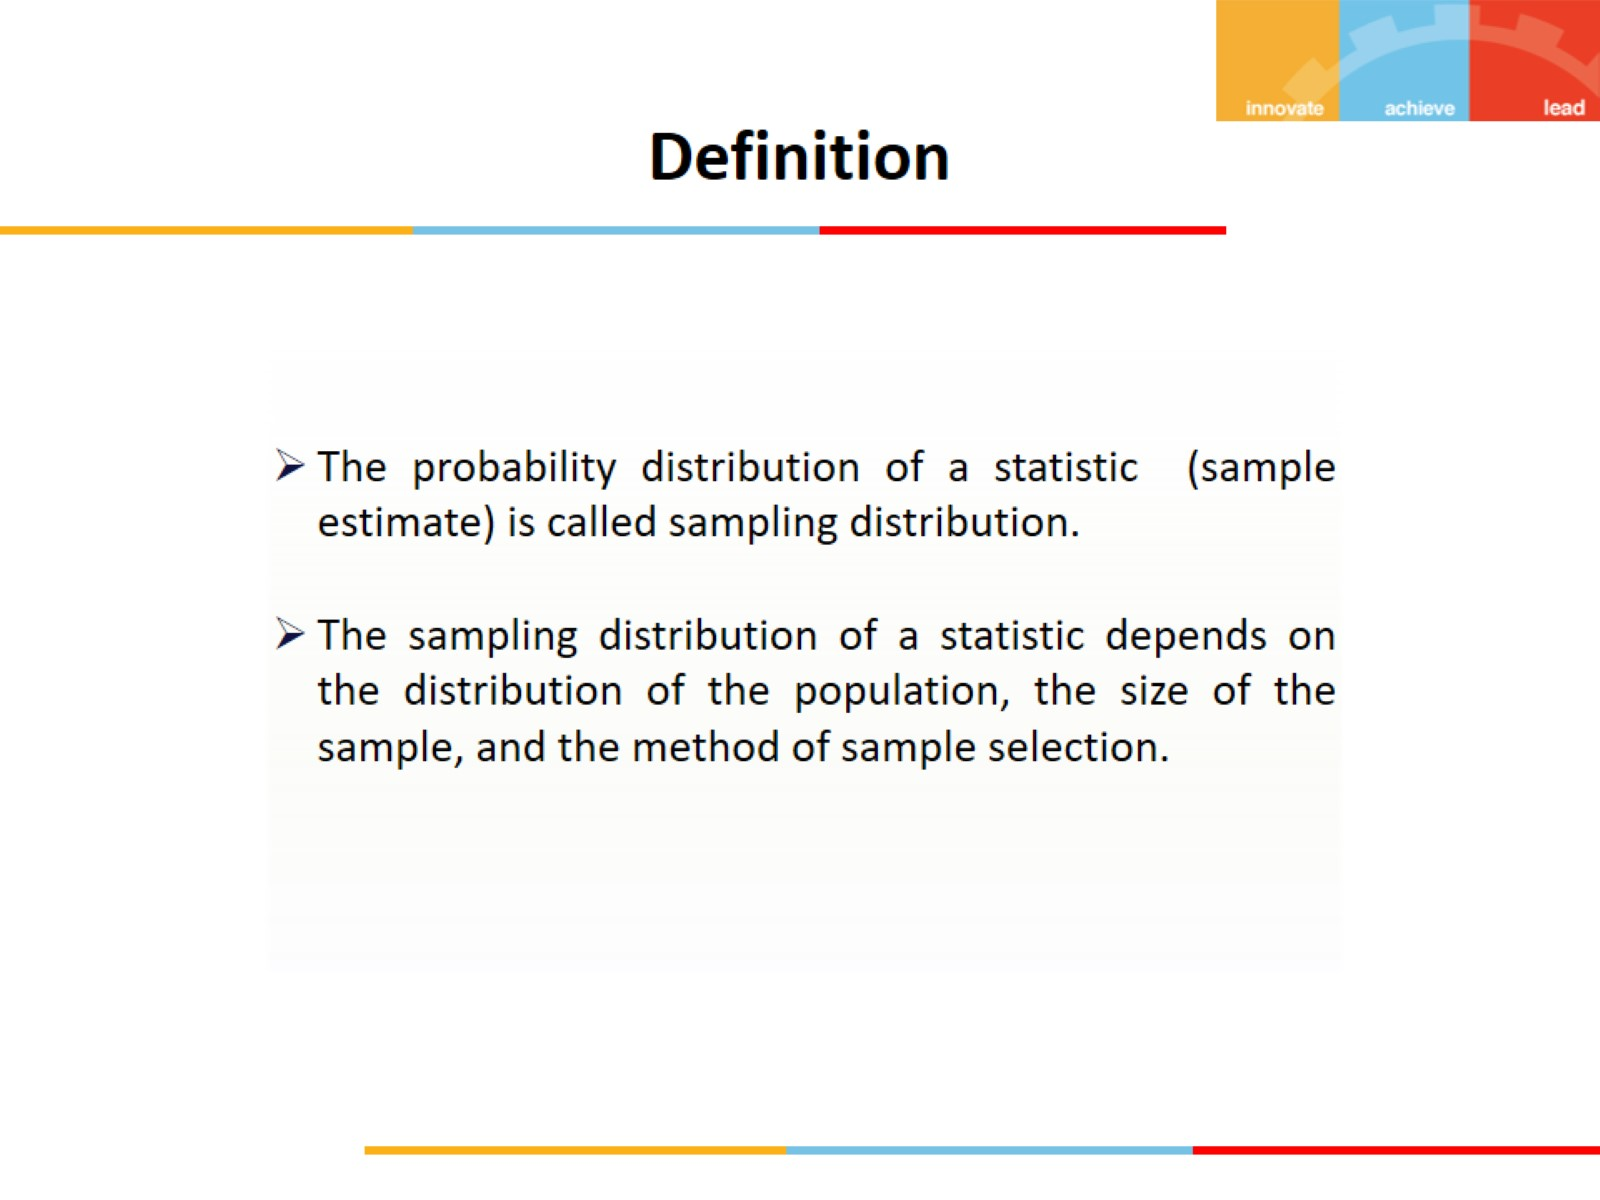 innovate achieve lead
Definition
➢ The probability distribution of a statistic (sample
estimate) is called sampling distribution.
➢ The sampling distribution of a statistic depends on
the distribution of the population, the size of the
sample, and the method of sample selection.